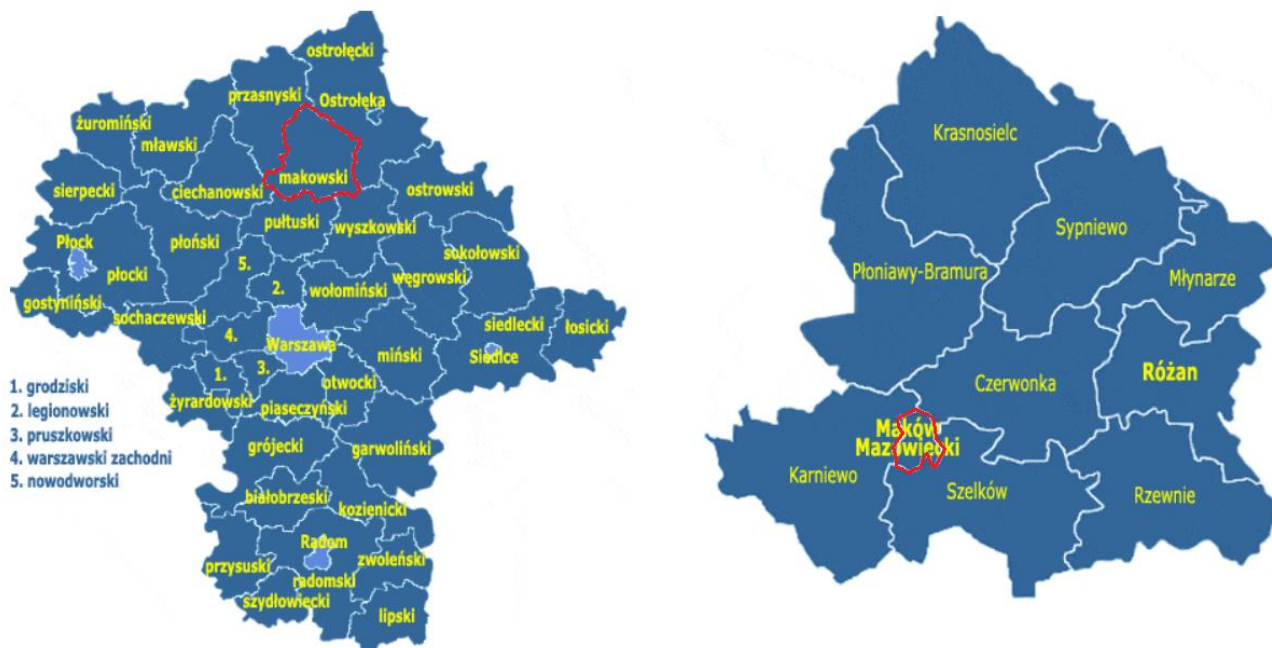 ostrołęcki
przasnyski
Ostrołęka
żuromiński
mławski
makowski
sierpecki
ciechanowski
ostrowski
pułtuski
wyszkowski
Płock
płoński
sokołowski
płocki
5.
węgrowski
2.
wołomiński
gostyniński
sochaczewski
siedlecki
łosicki
4.
Warszawa
miński
Siedlce
1.
3.
otwocki
żyrardowski
piaseczyński
1. grodziski
2. legionowski
3. pruszkowski
4. warszawski zachodni
5. nowodworski
grójecki
garwoliński
białobrzeski
kozienicki
Radom
zwoleński
przysuski
radomski
szydłowiecki
lipski
Krasnosielc
Sypniewo
Płoniawy-Bramura
Młynarze
Czerwonka
Różan
Maków
Mazowiecki
Karniewo
Szelków
Rzewnie